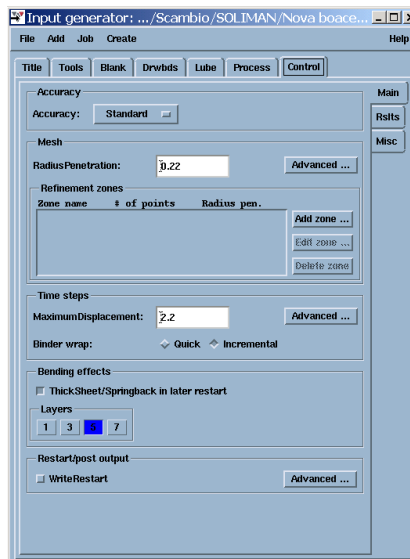 Input generator: .../Scambio/SOLIMAN/Nova boace...
File Add Job Create Help
Title Tools Blank Drwbds Lube Process Control
Main
Rslts
Misc
Accuracy
Accuracy: Standard
Mesh
RadiusPenetration: 0.22 Advanced ...
Refinement zones
Zone name # of points Radius pen.
Add zone ...
Edit zone ...
Delete zone
Time steps
MaximumDisplacement: 2.2 Advanced ...
Binder wrap: Quick Incremental
Bending effects
ThickSheet/Springback in later restart
Layers
1 3 5 7
Restart/post output
WriteRestart Advanced ...